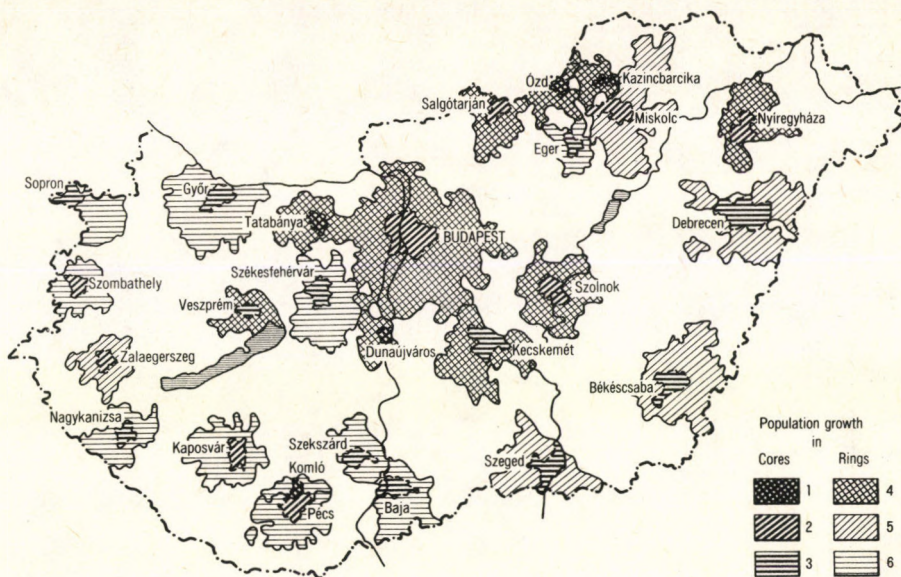 Ózd
Kazincbarcika
Salgótarján
Miskolc
Nyíregyháza
Eger
Sopron
Győr
Debrecen
Tatabánya
BUDAPEST
Székesfehérvár
Szombathely
Szolnok
Veszprém
Zalaegerszeg
Dunaújváros
Kecskemét
Békéscsaba
Nagykanizsa
Kaposvár
Szekszárd
Szeged
Komló
Pécs
Baja
Population growth
in
Cores Rings
1 4
2 5
3 6